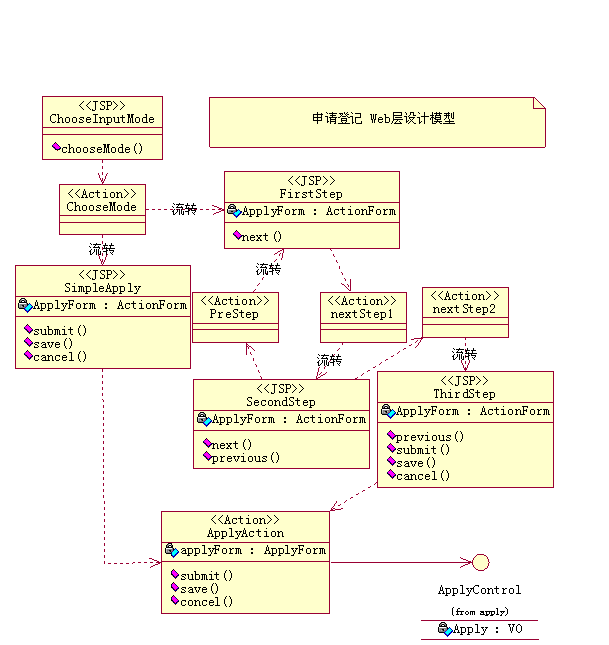 申请登记 Web层设计模型
<<JSP>>
ChooseInputMode
chooseMode()
<<Action>>
ChooseMode
流转
<<JSP>>
FirstStep
ApplyForm : ActionForm
next()
流转
<<JSP>>
SimpleApply
ApplyForm : ActionForm
submit()
save()
cancel()
流转
<<Action>>
PreStep
<<Action>>
nextStep1
<<Action>>
nextStep2
流转
流转
<<JSP>>
SecondStep
ApplyForm : ActionForm
next()
previous()
<<JSP>>
ThirdStep
ApplyForm : ActionForm
previous()
submit()
save()
cancel()
<<Action>>
ApplyAction
applyForm : ApplyForm
submit()
save()
concel()
ApplyControl
(from apply)
Apply : VO